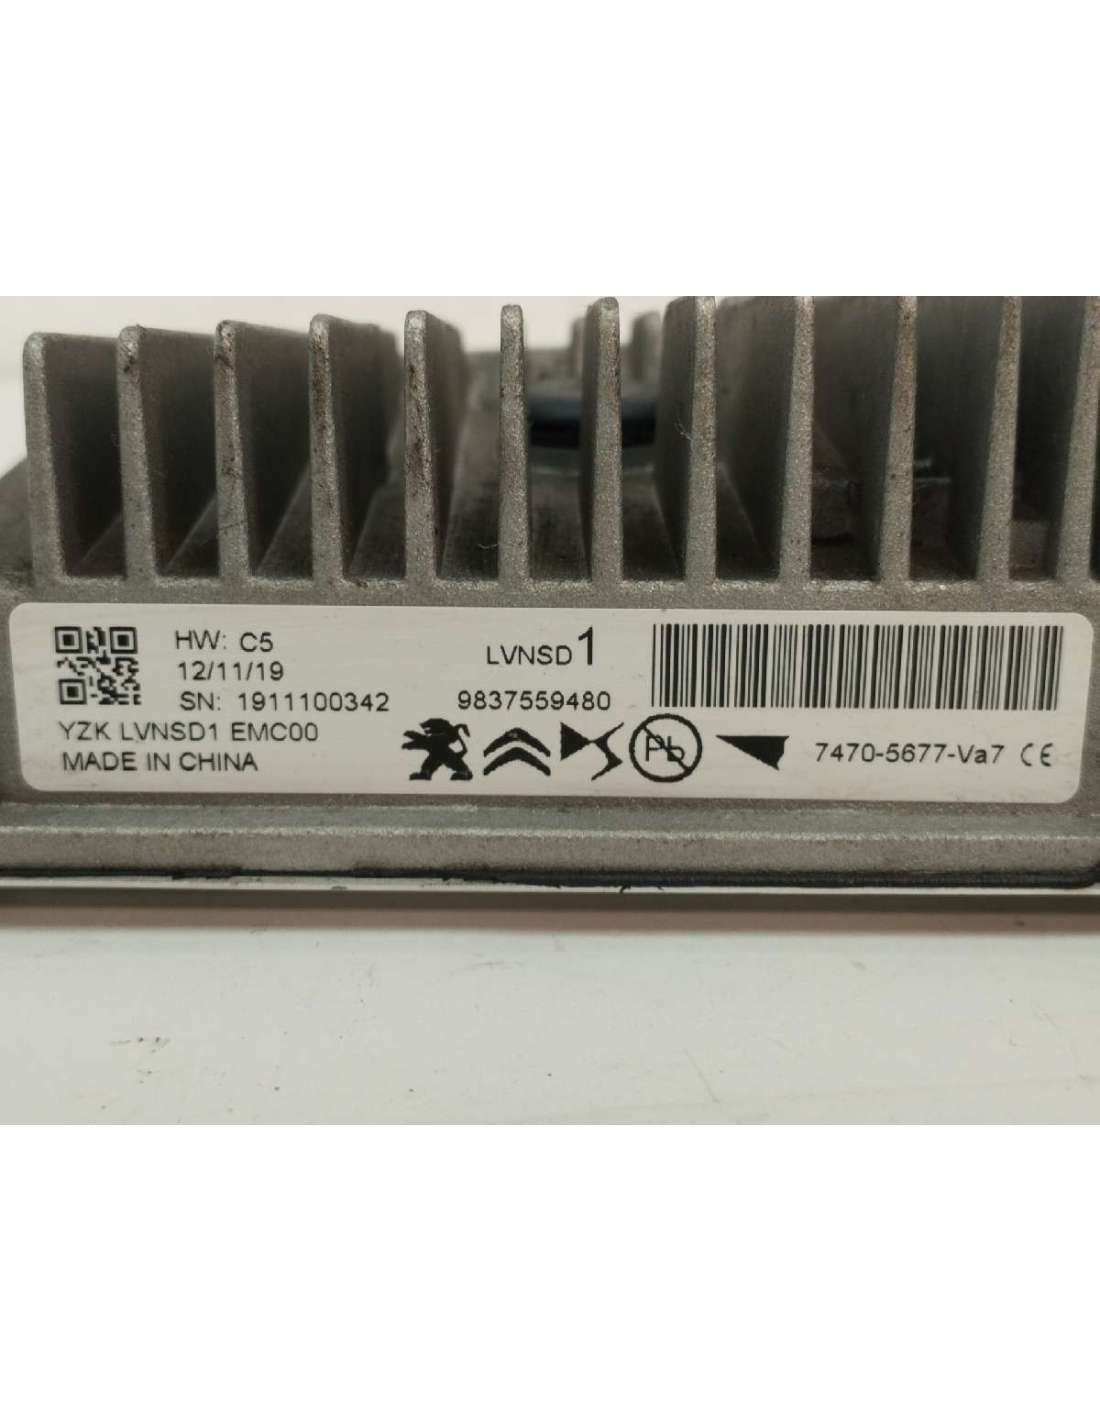 HW: C5
12/11/19
SN: 1911100342
YZK LVNSD1 EMC00
MADE IN CHINA
LVNSD1
9837559480
Pb
7470-5677-Va7 CE